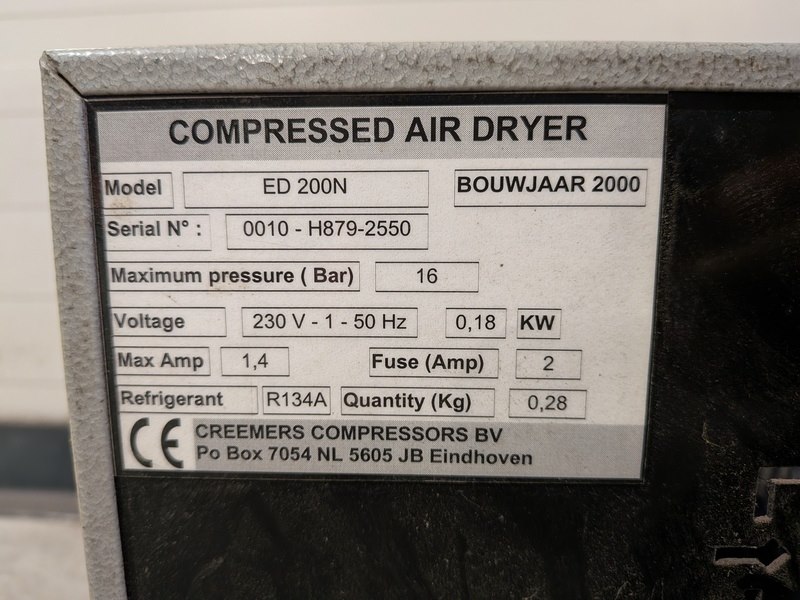 COMPRESSED AIR DRYER
Model ED 200N BOUWJAAR 2000
Serial N° : 0010 - H879-2550
Maximum pressure ( Bar) 16
Voltage 230 V - 1 - 50 Hz 0,18 KW
Max Amp 1,4 Fuse (Amp) 2
Refrigerant R134A Quantity (Kg) 0,28
CE CREEMERS COMPRESSORS BV
Po Box 7054 NL 5605 JB Eindhoven